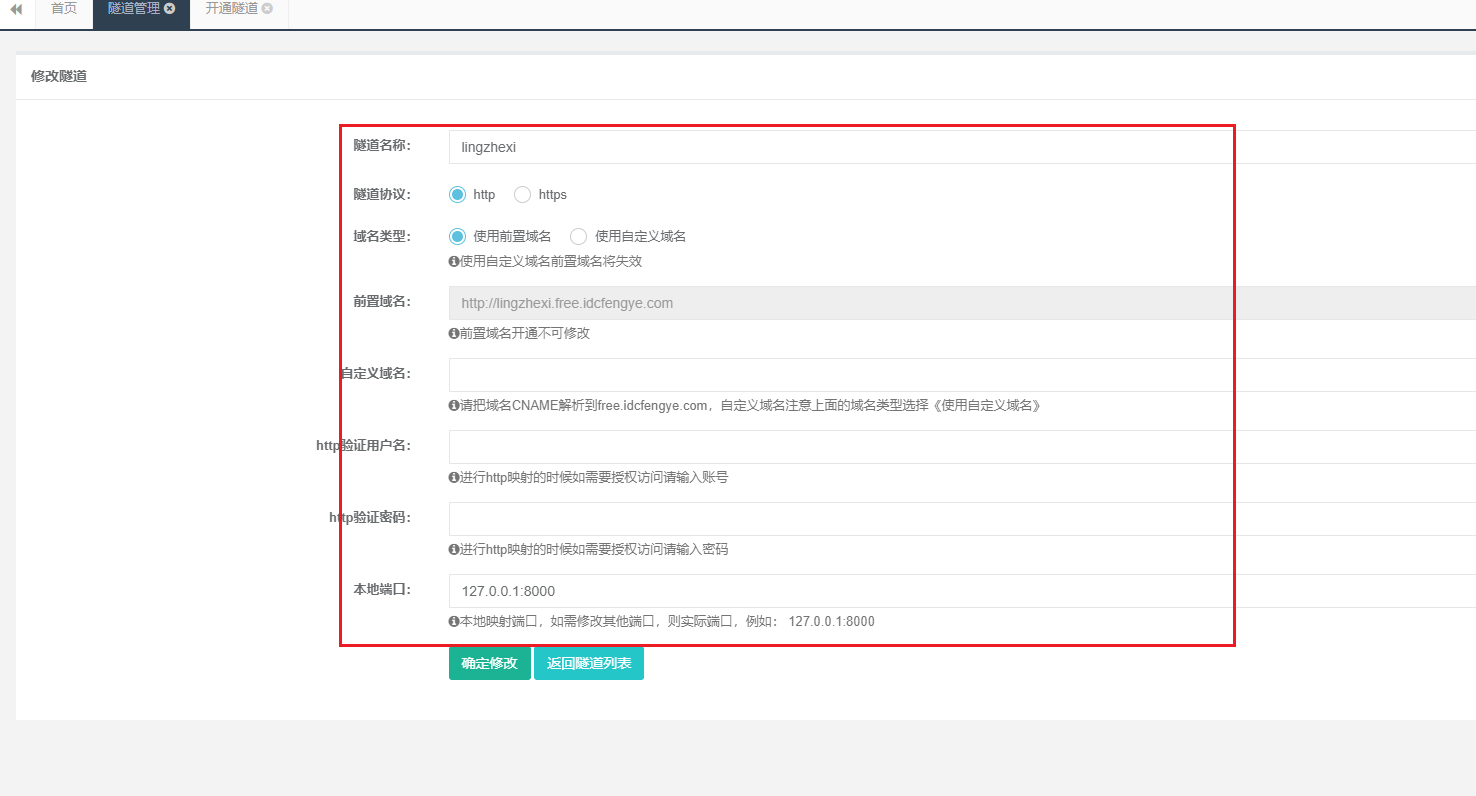 首页 隧道管理 开通隧道
修改隧道
隧道名称： lingzhexi
隧道协议： http https
域名类型： 使用前置域名 使用自定义域名
使用自定义域名前置域名将失效
前置域名： http://lingzhexi.free.idcfengye.com
前置域名开通不可修改
自定义域名：
请把域名CNAME解析到free.idcfengye.com，自定义域名注意上面的域名类型选择《使用自定义域名》
http验证用户名：
进行http映射的时候如需要授权访问请输入账号
http验证密码：
进行http映射的时候如需要授权访问请输入密码
本地端口： 127.0.0.1:8000
本地映射端口，如需修改其他端口，则实际端口，例如： 127.0.0.1:8000
确定修改 返回隧道列表